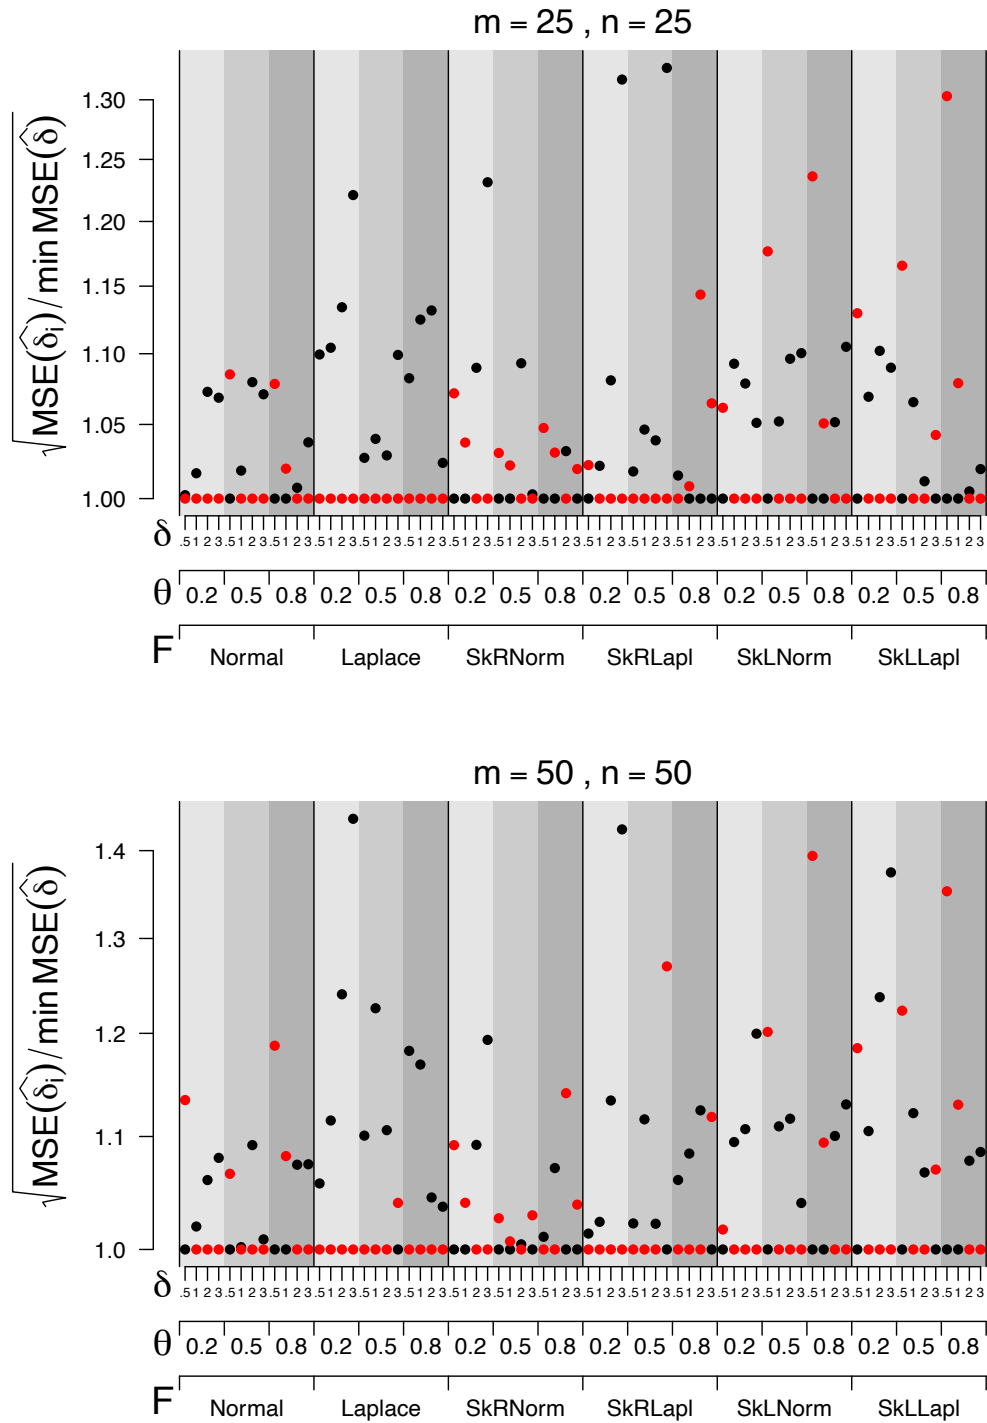 m = 25 , n = 25
√MSE(δ̂ᵢ) / min MSE(δ̂)
1.30
1.25
1.20
1.15
1.10
1.05
1.00
δ .5 1 2 3 .5 1 2 3 .5 1 2 3 .5 1 2 3 .5 1 2 3 .5 1 2 3 .5 1 2 3 .5 1 2 3 .5 1 2 3 .5 1 2 3 .5 1 2 3 .5 1 2 3 .5 1 2 3 .5 1 2 3 .5 1 2 3 .5 1 2 3 .5 1 2 3 .5 1 2 3
θ 0.2 0.5 0.8 0.2 0.5 0.8 0.2 0.5 0.8 0.2 0.5 0.8 0.2 0.5 0.8 0.2 0.5 0.8
F Normal Laplace SkRNorm SkRLapl SkLNorm SkLLapl
m = 50 , n = 50
√MSE(δ̂ᵢ) / min MSE(δ̂)
1.4
1.3
1.2
1.1
1.0
δ .5 1 2 3 .5 1 2 3 .5 1 2 3 .5 1 2 3 .5 1 2 3 .5 1 2 3 .5 1 2 3 .5 1 2 3 .5 1 2 3 .5 1 2 3 .5 1 2 3 .5 1 2 3 .5 1 2 3 .5 1 2 3 .5 1 2 3 .5 1 2 3 .5 1 2 3 .5 1 2 3
θ 0.2 0.5 0.8 0.2 0.5 0.8 0.2 0.5 0.8 0.2 0.5 0.8 0.2 0.5 0.8 0.2 0.5 0.8
F Normal Laplace SkRNorm SkRLapl SkLNorm SkLLapl